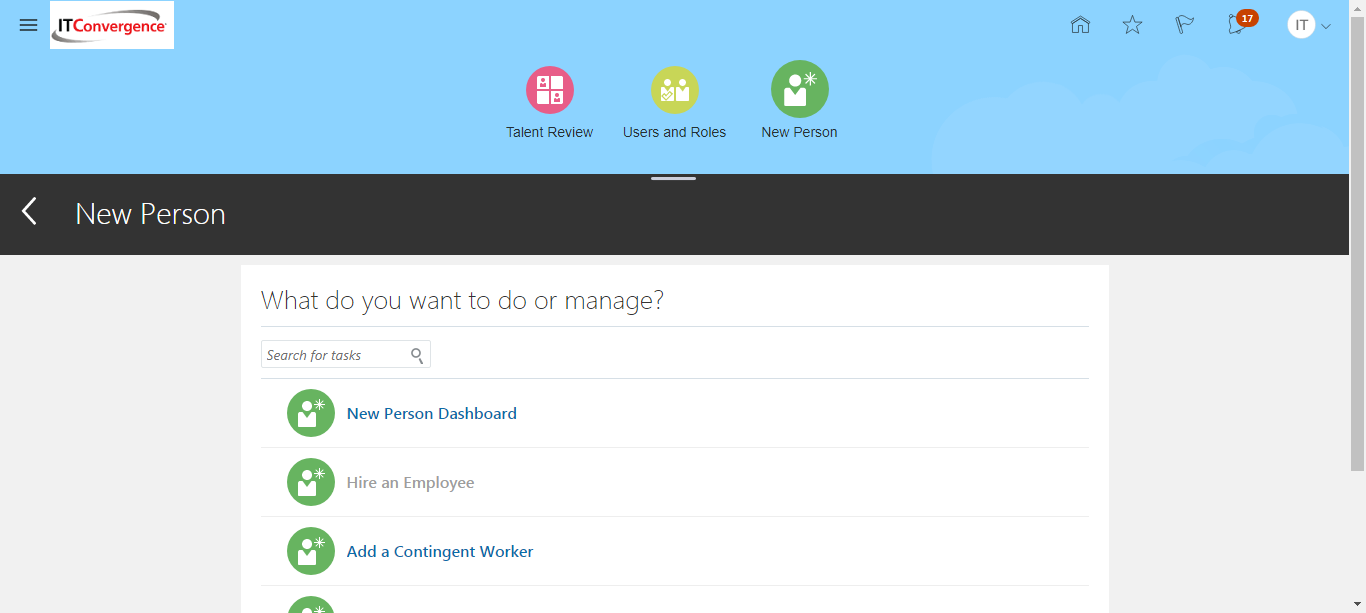 ITConvergence
17
IT
Talent Review
Users and Roles
New Person
New Person
What do you want to do or manage?
Search for tasks
New Person Dashboard
Hire an Employee
Add a Contingent Worker